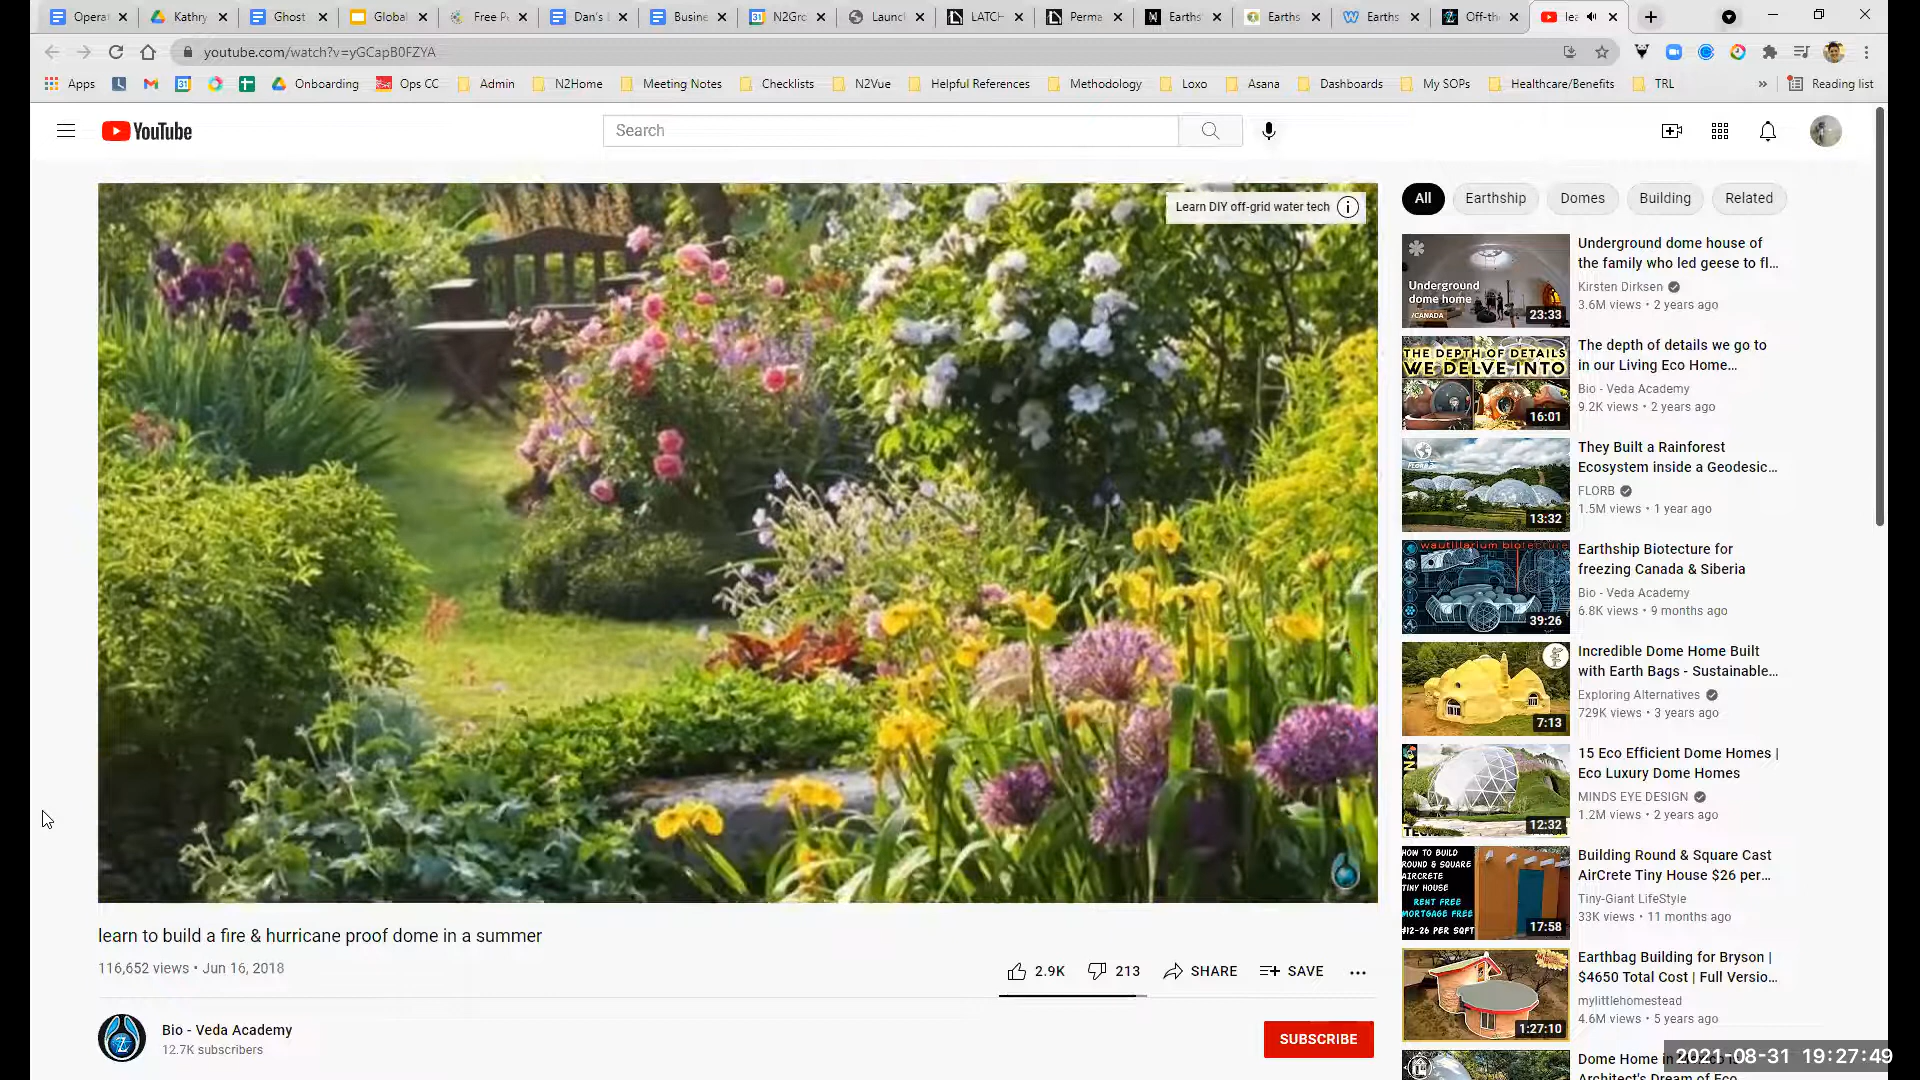 Opera
Kathry
Ghost
Global
Free P
Dan's
Busine
N2Gro
Launc
LATCH
Perma
Earths
Earths
Earths
Off-th
lea
youtube.com/watch?v=yGCapB0FZYA
Apps
Onboarding
Ops CC
Admin
N2Home
Meeting Notes
Checklists
N2Vue
Helpful References
Methodology
Loxo
Asana
Dashboards
My SOPs
Healthcare/Benefits
TRL
Reading list
YouTube
Search
Learn DIY off-grid water tech
All
Earthship
Domes
Building
Related
Underground dome home
/CANADA
23:33
Underground dome house of
the family who led geese to fl...
Kirsten Dirksen
3.6M views • 2 years ago
THE DEPTH OF DETAILS
WE DELVE INTO
16:01
The depth of details we go to
in our Living Eco Home...
Bio - Veda Academy
9.2K views • 2 years ago
13:32
They Built a Rainforest
Ecosystem inside a Geodesic...
FLORB
1.5M views • 1 year ago
39:26
Earthship Biotecture for
freezing Canada & Siberia
Bio - Veda Academy
6.8K views • 9 months ago
7:13
Incredible Dome Home Built
with Earth Bags - Sustainable...
Exploring Alternatives
729K views • 3 years ago
12:32
15 Eco Efficient Dome Homes |
Eco Luxury Dome Homes
MINDS EYE DESIGN
1.2M views • 2 years ago
HOW TO BUILD
ROUND & SQUARE
AIRCRETE
TINY HOUSE
RENT FREE
MORTGAGE FREE
$12-26 PER SQFT
17:58
Building Round & Square Cast
AirCrete Tiny House $26 per...
Tiny-Giant LifeStyle
33K views • 11 months ago
1:27:10
Earthbag Building for Bryson |
$4650 Total Cost | Full Versio...
mylittlehomestead
4.6M views • 5 years ago
Dome Home in
Architect's Dream of Eco
learn to build a fire & hurricane proof dome in a summer
116,652 views • Jun 16, 2018
2.9K
213
SHARE
SAVE
Bio - Veda Academy
12.7K subscribers
SUBSCRIBE
2021-08-31 19:27:49